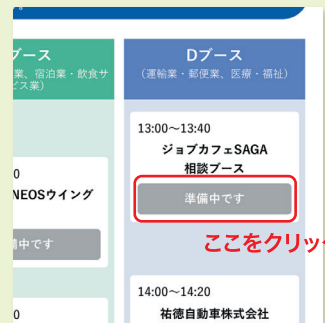 。
ブース
業、宿泊業・飲食サ
ビス業）
0
NEOSウイング
備中です
0
Dブース
（運輸業・郵便業、医療・福祉）
13:00〜13:40
ジョブカフェSAGA
相談ブース
準備中です
ここをクリック
14:00〜14:20
祐徳自動車株式会社